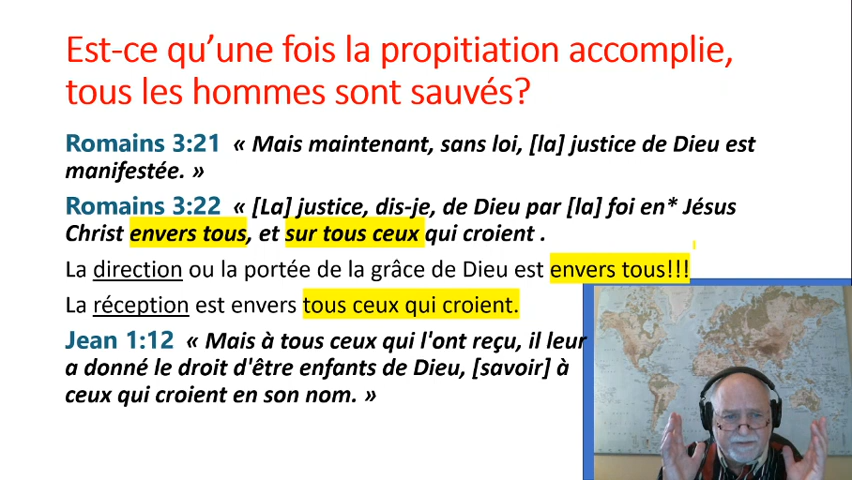 Est-ce qu’une fois la propitiation accomplie,
tous les hommes sont sauvés?
Romains 3:21 « Mais maintenant, sans loi, [la] justice de Dieu est
manifestée. »
Romains 3:22 « [La] justice, dis-je, de Dieu par [la] foi en* Jésus
Christ envers tous, et sur tous ceux qui croient .
La direction ou la portée de la grâce de Dieu est envers tous!!!
La réception est envers tous ceux qui croient.
Jean 1:12 « Mais à tous ceux qui l'ont reçu, il leur
a donné le droit d'être enfants de Dieu, [savoir] à
ceux qui croient en son nom. »